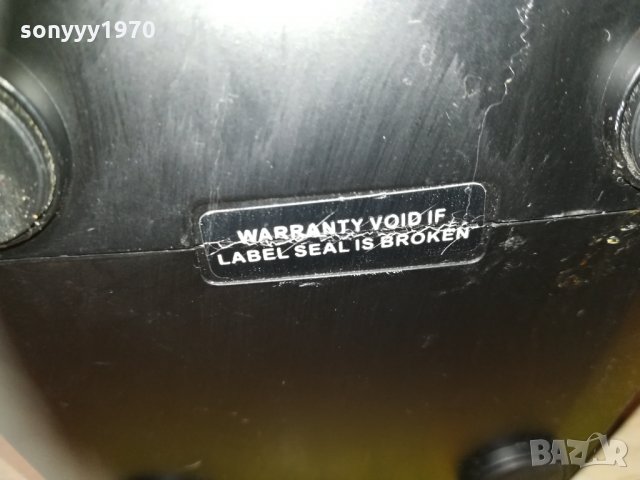 sonyyy1970
WARRANTY VOID IF
LABEL SEAL IS BROKEN
BAZAR